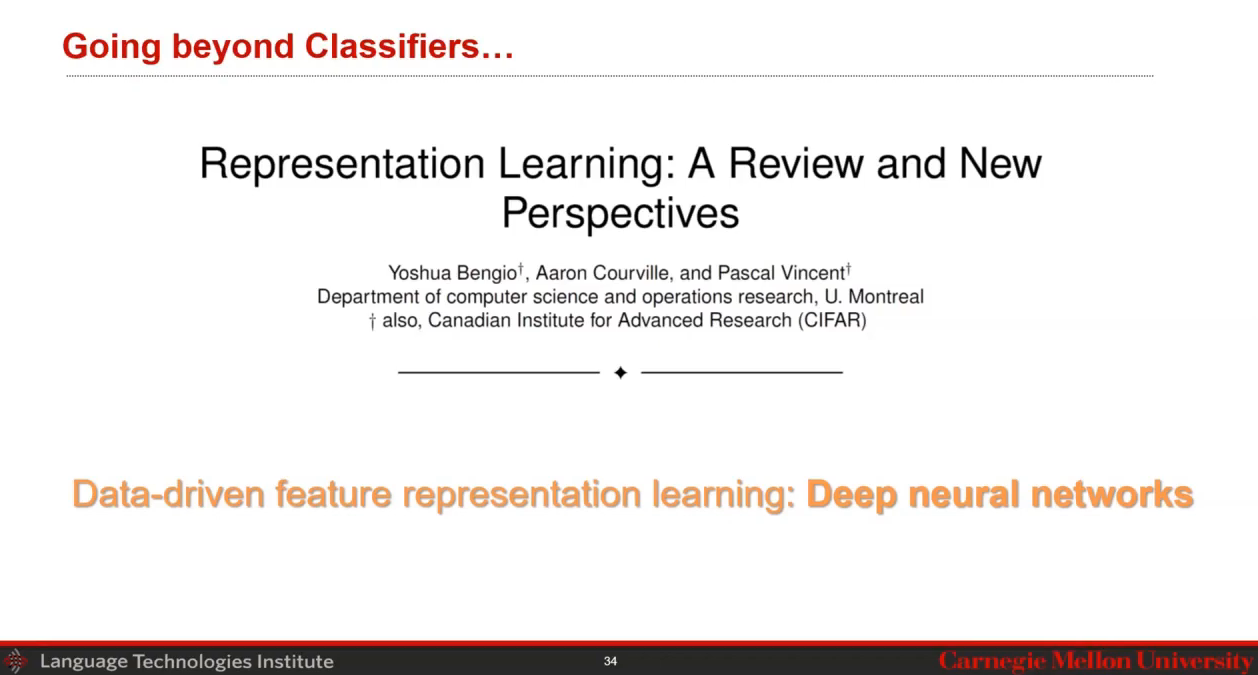 Going beyond Classifiers…
Representation Learning: A Review and New
Perspectives
Yoshua Bengio†, Aaron Courville, and Pascal Vincent†
Department of computer science and operations research, U. Montreal
† also, Canadian Institute for Advanced Research (CIFAR)
Data-driven feature representation learning: Deep neural networks
Language Technologies Institute
34
Carnegie Mellon University